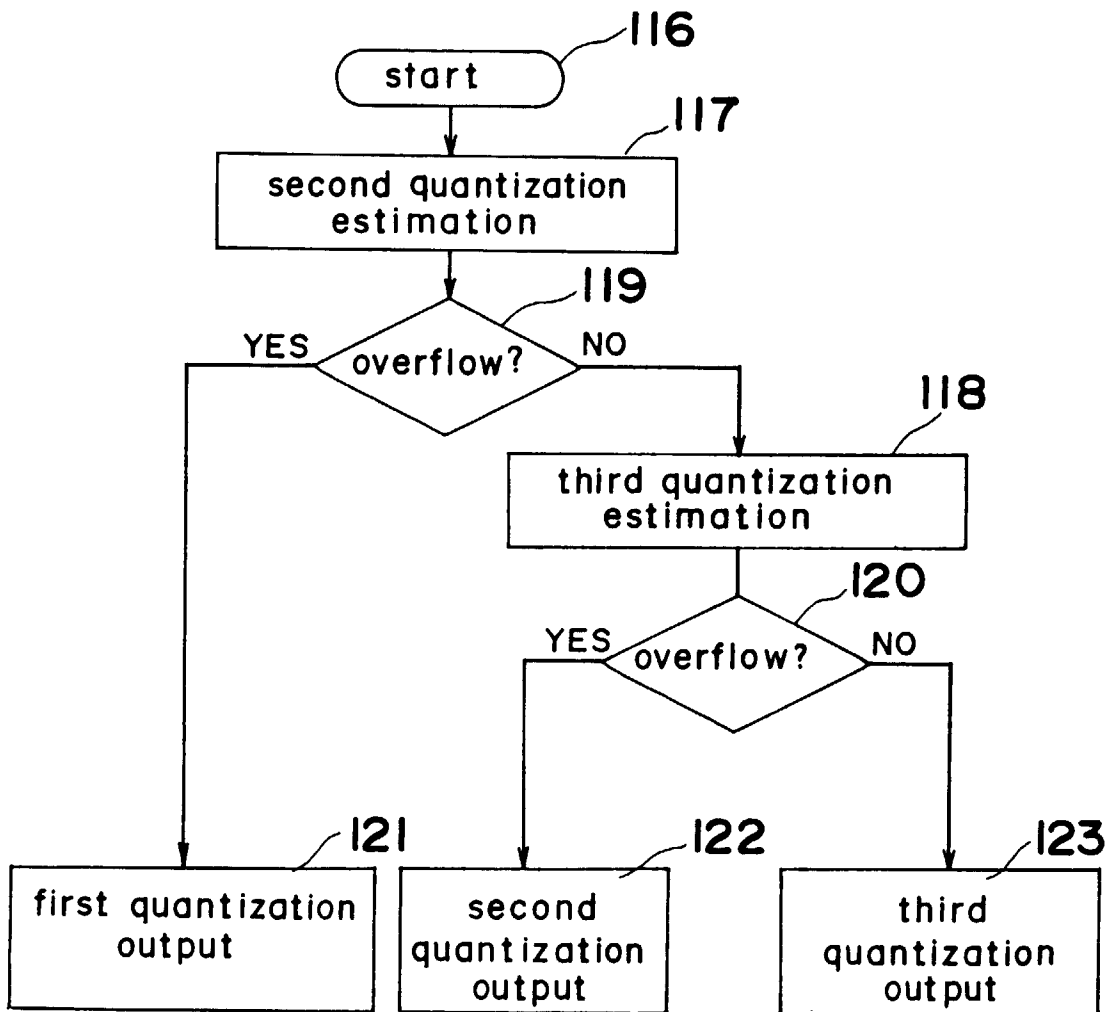 116
start
117
second quantization
estimation
119
YES
overflow?
NO
118
third quantization
estimation
120
YES
overflow?
NO
121
first quantization
output
122
second
quantization
output
123
third
quantization
output